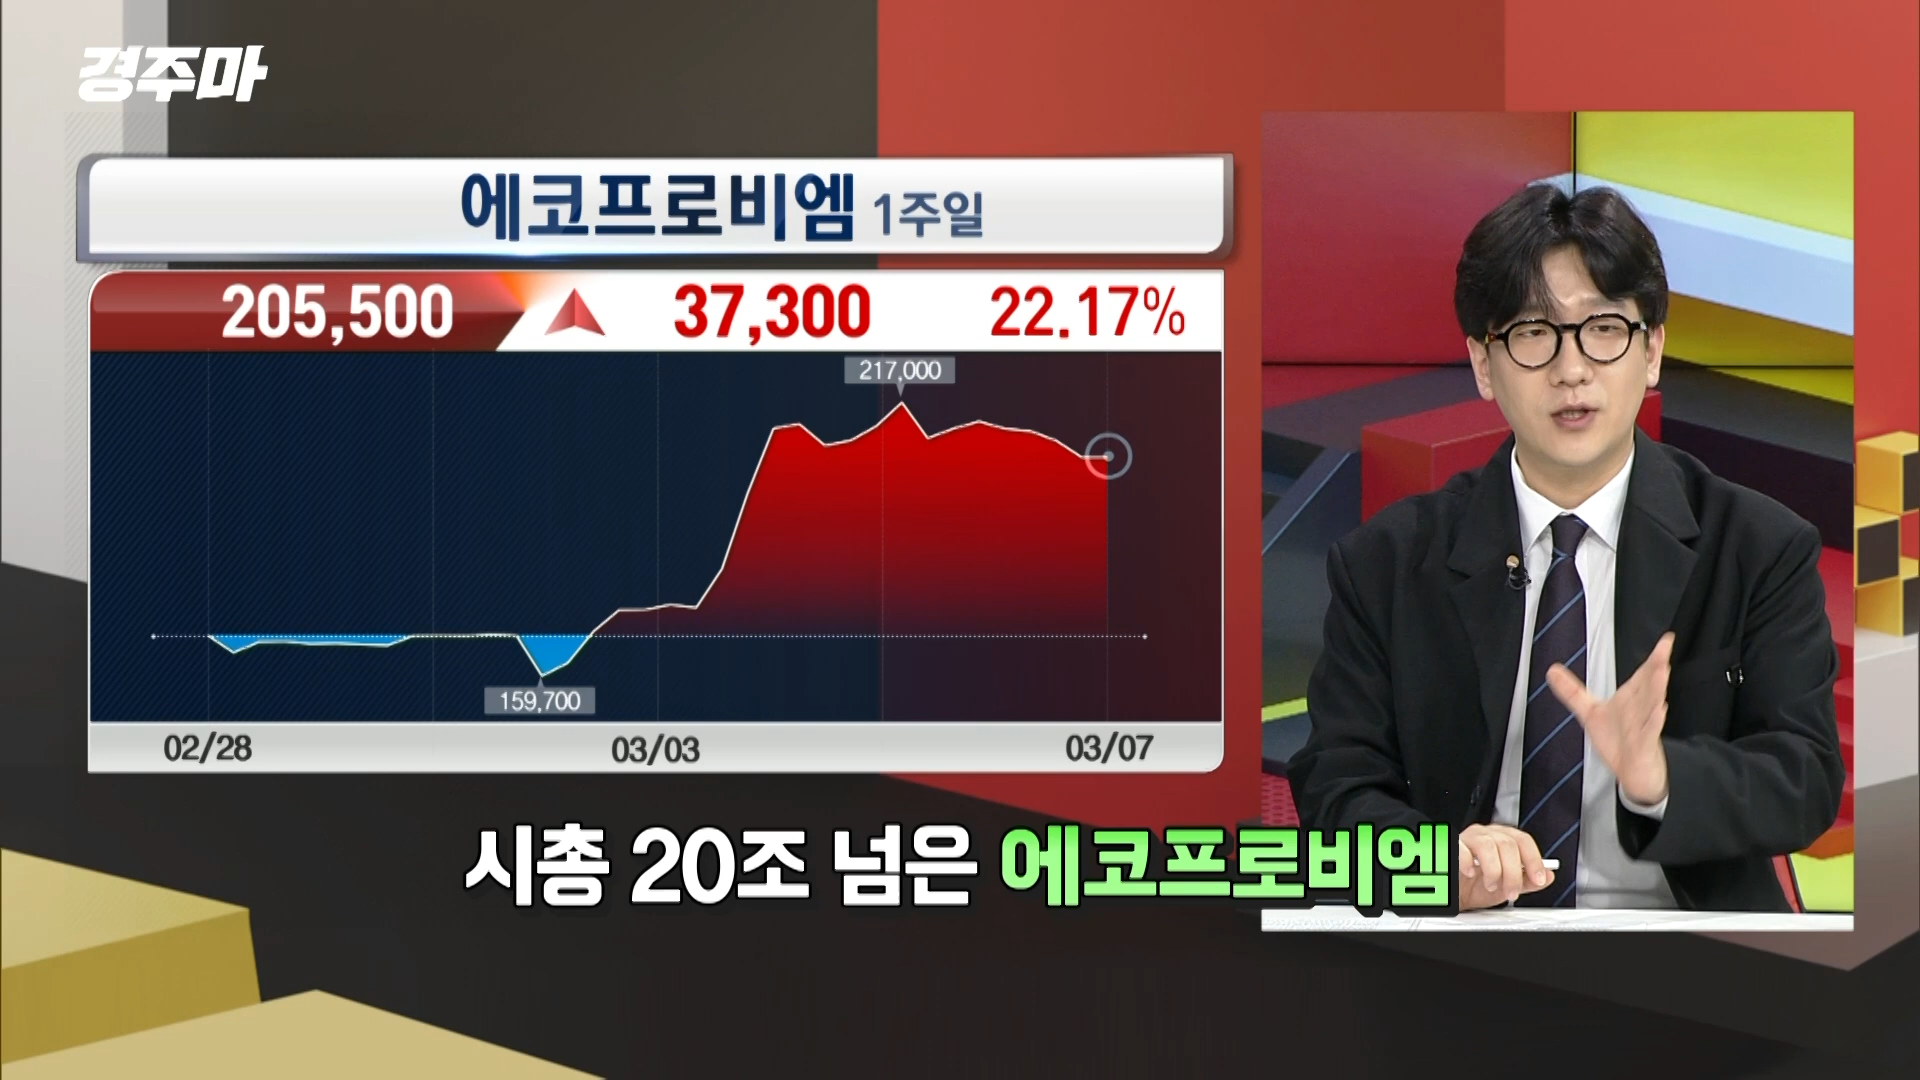 경주마
에코프로비엠 1주일
205,500 ▲ 37,300 22.17%
217,000
159,700
02/28 03/03 03/07
시총 20조 넘은 에코프로비엠